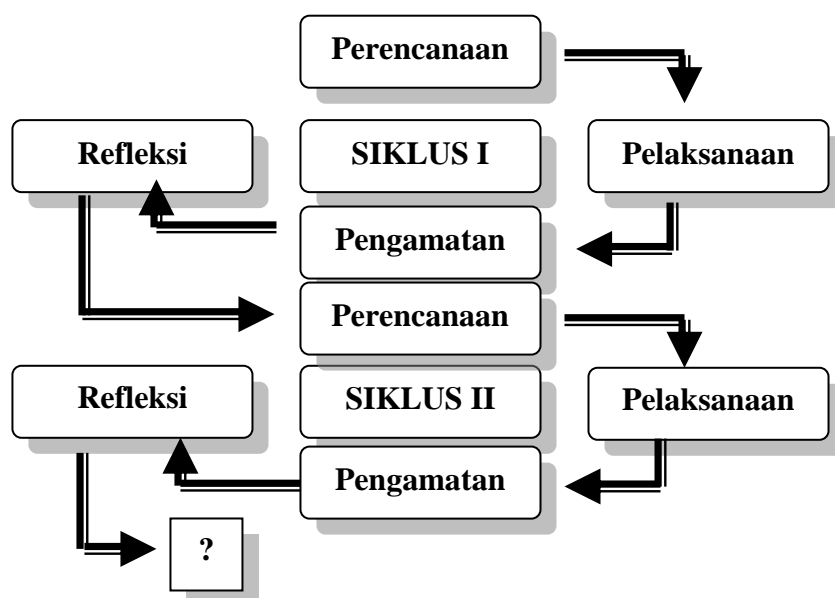 Perencanaan
Refleksi
SIKLUS I
Pelaksanaan
Pengamatan
Perencanaan
Refleksi
SIKLUS II
Pelaksanaan
Pengamatan
?